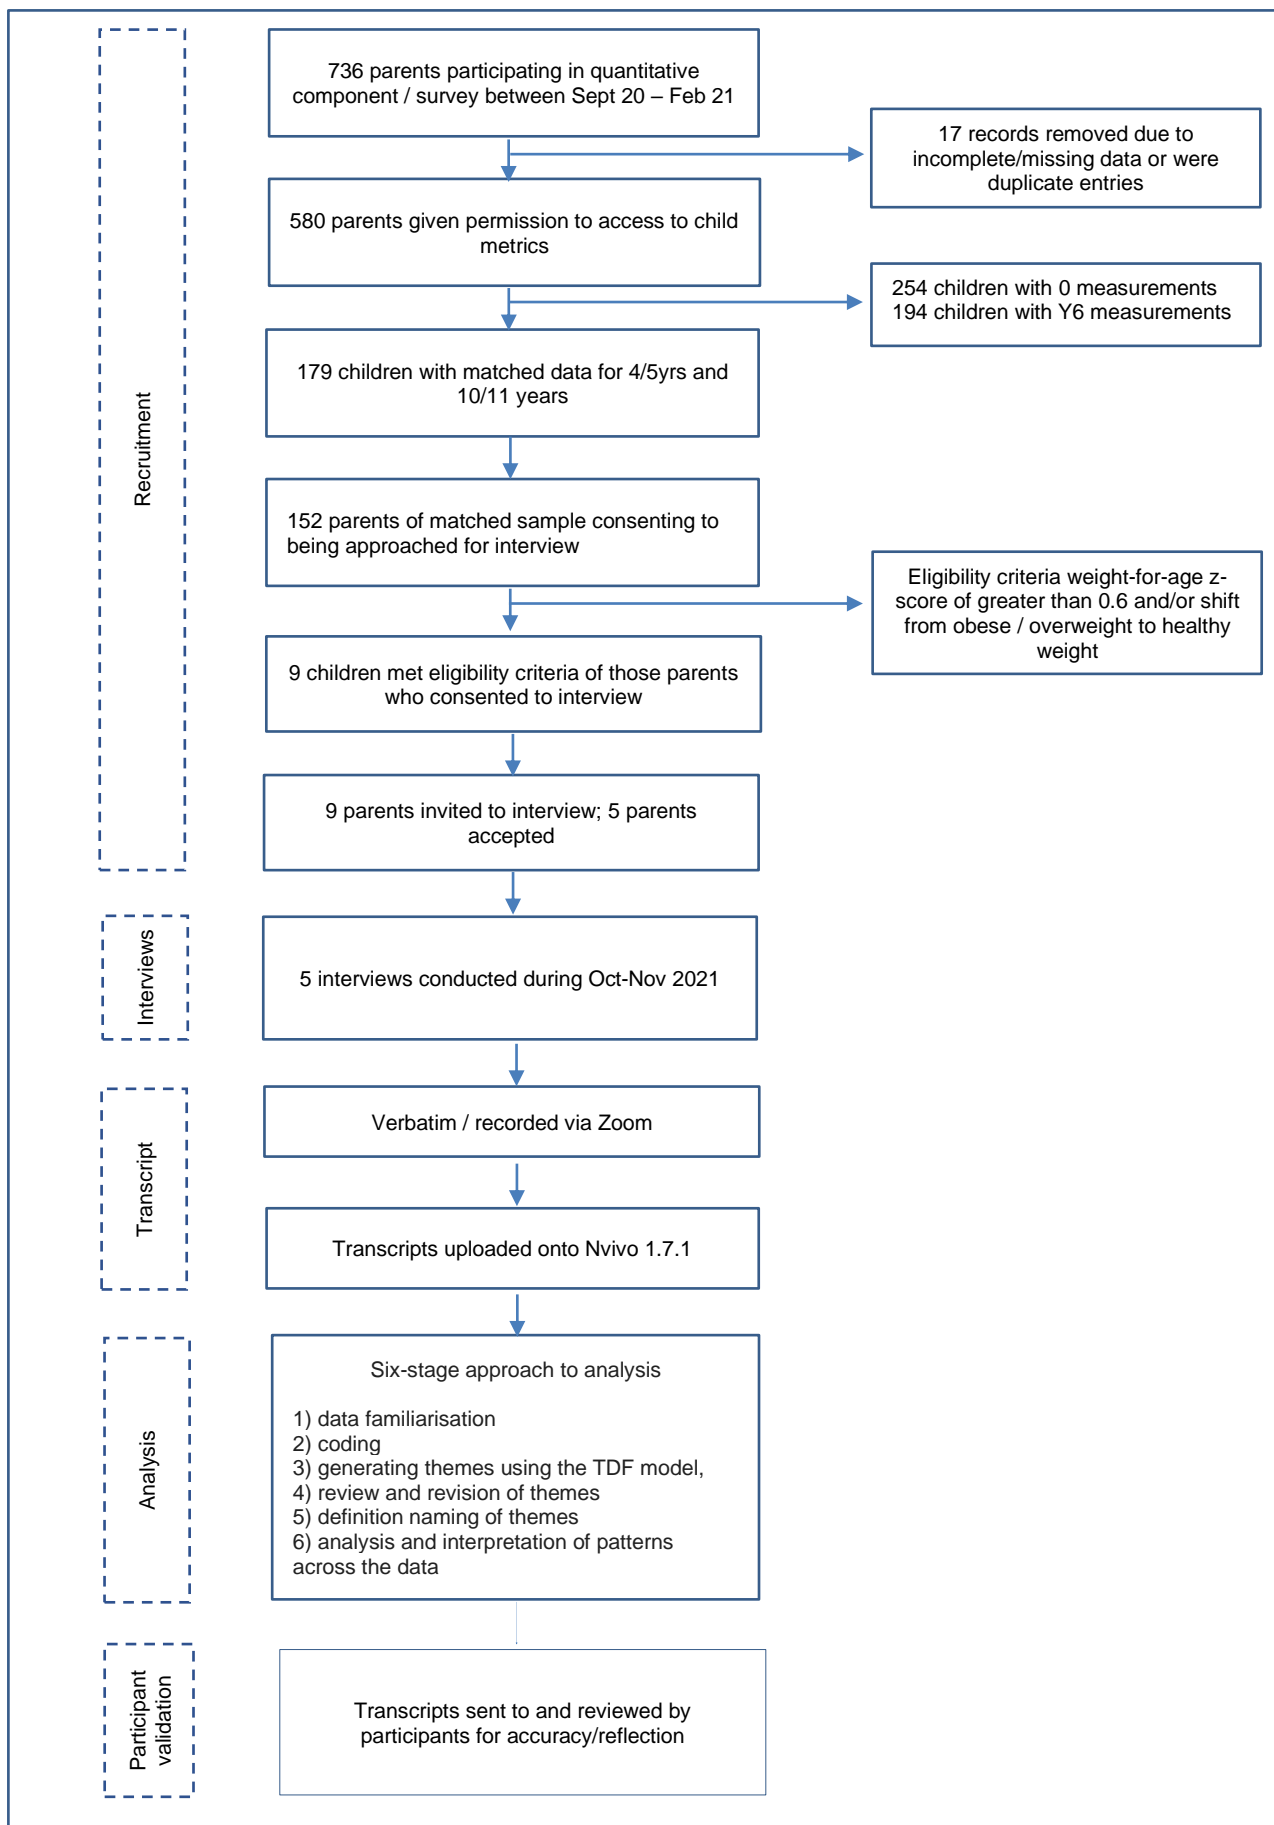 Recruitment
736 parents participating in quantitative
component / survey between Sept 20 – Feb 21
17 records removed due to
incomplete/missing data or were
duplicate entries
580 parents given permission to access to child
metrics
254 children with 0 measurements
194 children with Y6 measurements
179 children with matched data for 4/5yrs and
10/11 years
152 parents of matched sample consenting to
being approached for interview
Eligibility criteria weight-for-age z-
score of greater than 0.6 and/or shift
from obese / overweight to healthy
weight
9 children met eligibility criteria of those parents
who consented to interview
9 parents invited to interview; 5 parents
accepted
Interviews
5 interviews conducted during Oct-Nov 2021
Transcript
Verbatim / recorded via Zoom
Transcripts uploaded onto Nvivo 1.7.1
Analysis
Six-stage approach to analysis
1) data familiarisation
2) coding
3) generating themes using the TDF model,
4) review and revision of themes
5) definition naming of themes
6) analysis and interpretation of patterns
across the data
Participant
validation
Transcripts sent to and reviewed by
participants for accuracy/reflection